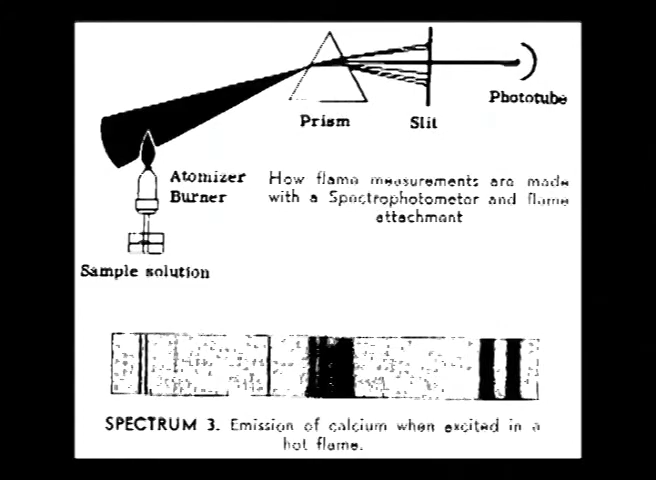 Prism
Slit
Phototube
Atomizer
Burner
Sample solution
How flame measurements are made
with a Spectrophotometer and flame
attachment
SPECTRUM 3. Emission of calcium when excited in a
hot flame.